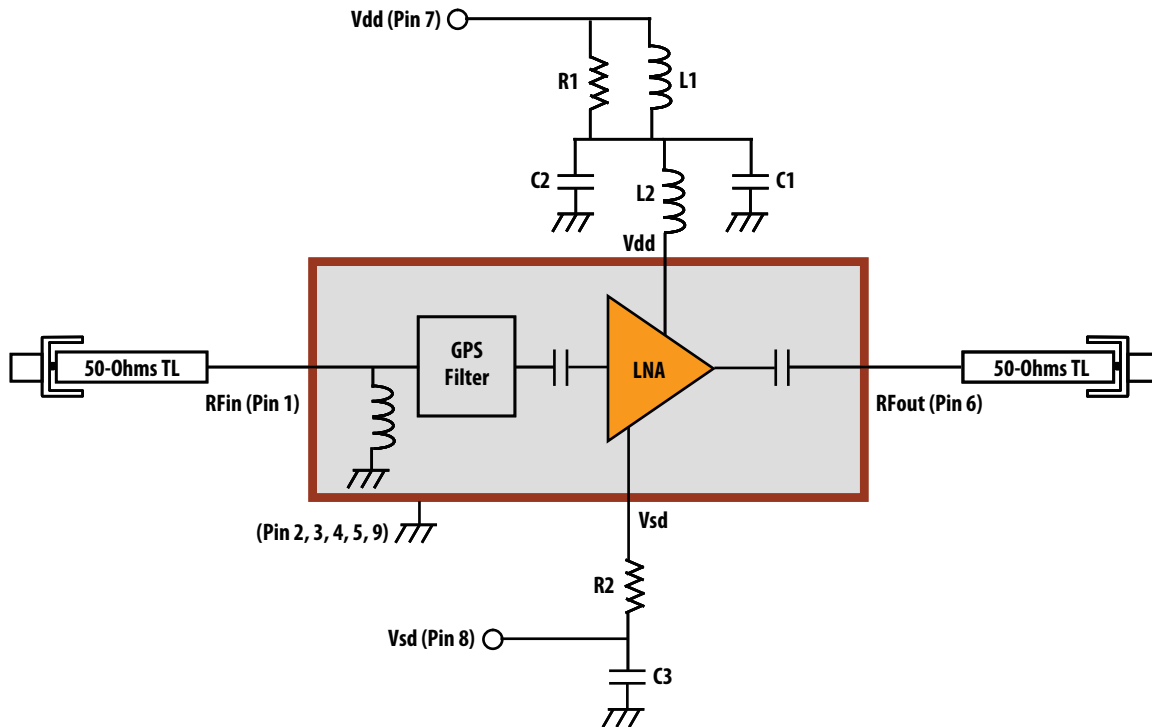 Vdd (Pin 7)
R1
L1
C2
L2
C1
Vdd
50-Ohms TL
GPS
Filter
LNA
50-Ohms TL
RFin (Pin 1)
RFout (Pin 6)
(Pin 2, 3, 4, 5, 9)
Vsd
R2
Vsd (Pin 8)
C3